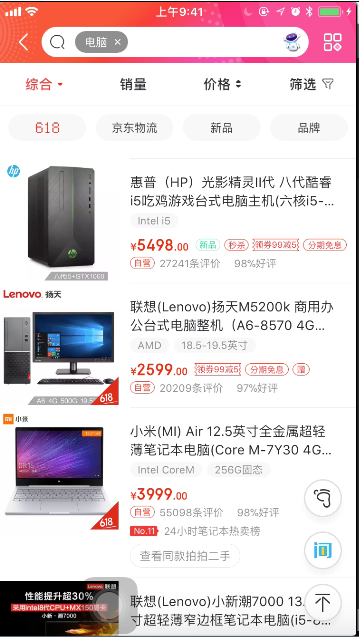 上午9:41
电脑 ×
综合 销量 价格 筛选
618 京东物流 新品 品牌
hp
惠普（HP）光影精灵II代 八代酷睿
i5吃鸡游戏台式电脑主机(六核i5-...
Intel i5
¥5498.00 新品 秒杀 领券99减5 分期免息
自营 27241条评价 98%好评
八代i5+GTX1060
Lenovo 扬天
联想(Lenovo)扬天M5200k 商用办
公台式电脑整机（A6-8570 4G...
AMD 18.5-19.5英寸
¥2599.00 领券99减5 分期免息 赠
自营 20209条评价 97%好评
A6 4G 500G 19.5
618
mi 小米
小米(MI) Air 12.5英寸全金属超轻
薄笔记本电脑(Core M-7Y30 4G...
Intel CoreM 256G固态
¥3999.00
自营 55098条评价 98%好评
No.11 24小时笔记本热卖榜
618
查看同款拍拍二手
Lenovo 联想
性能提升超30%
采用Intel8代CPU+MX150独显卡
小新·潮7000
联想(Lenovo)小新潮7000 13.
寸超轻薄窄边框笔记本电脑(i5-8